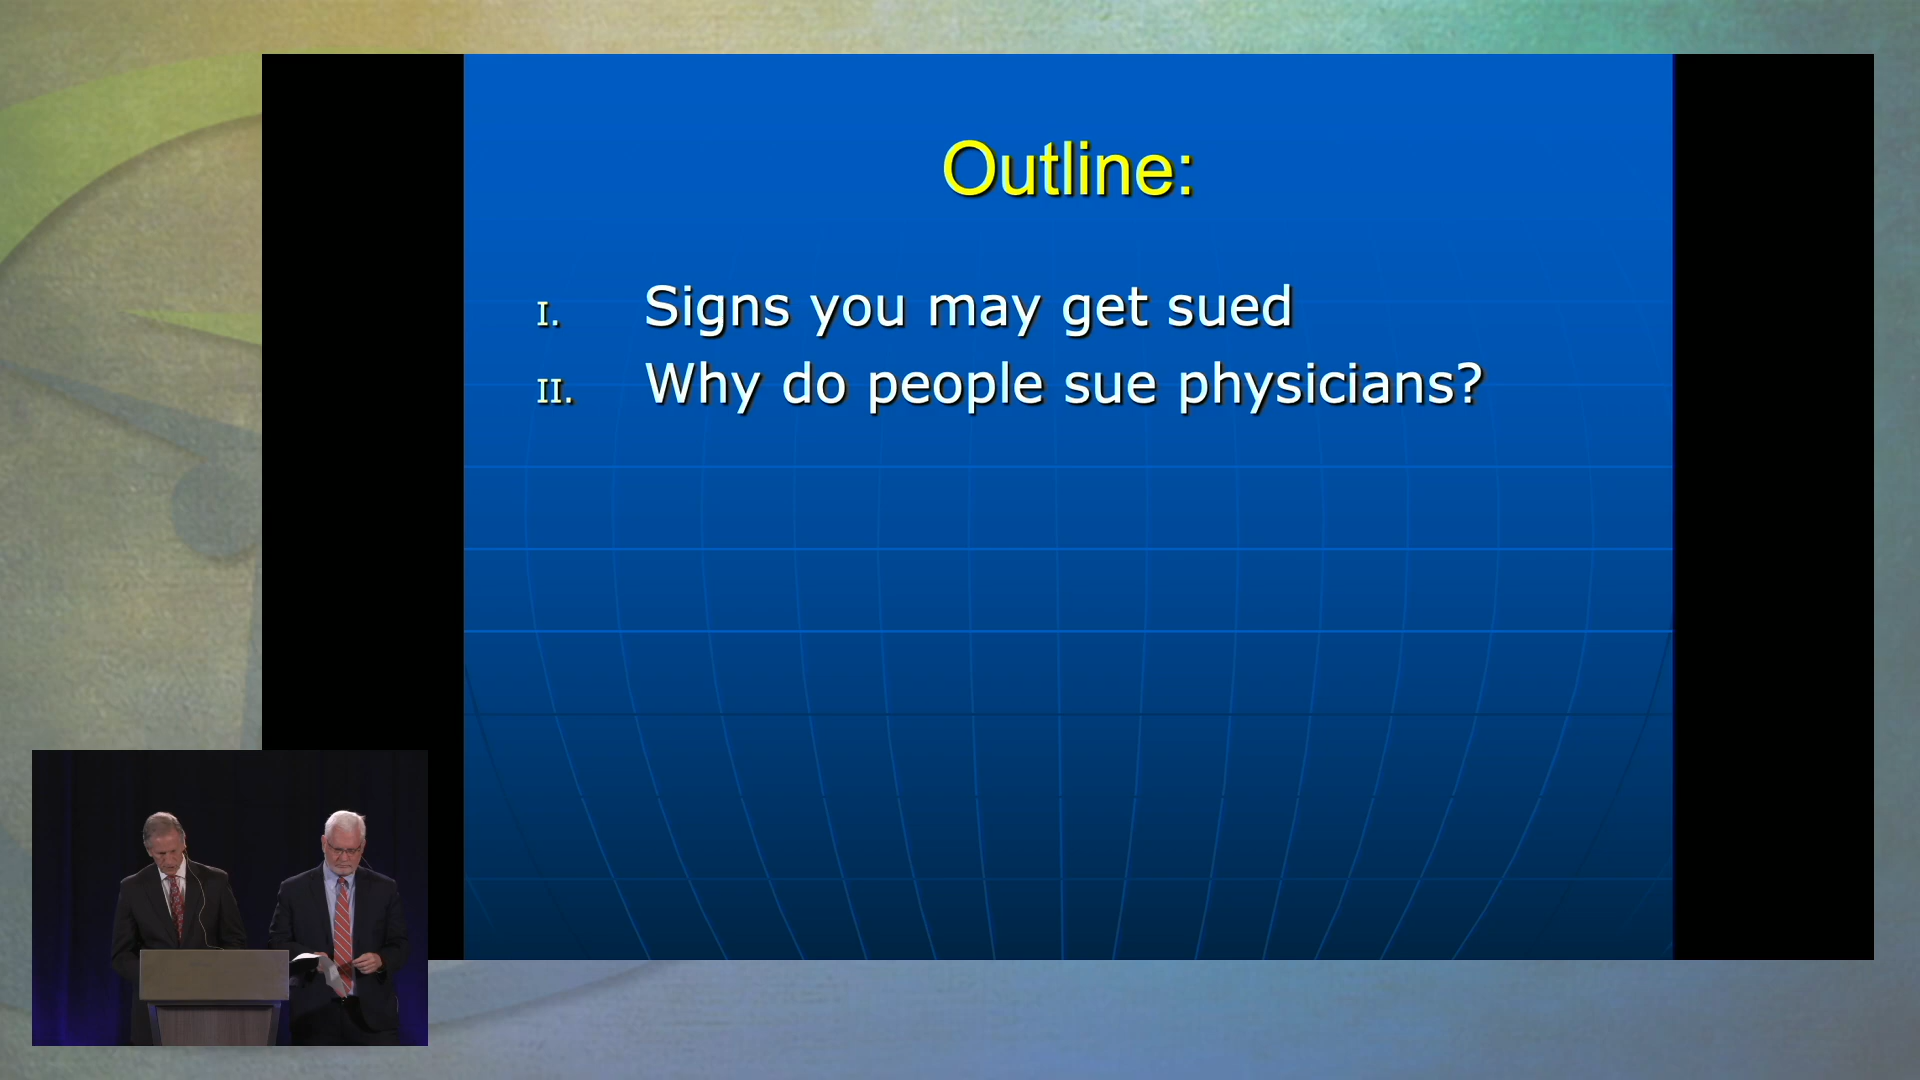 Outline:
I. Signs you may get sued
II. Why do people sue physicians?